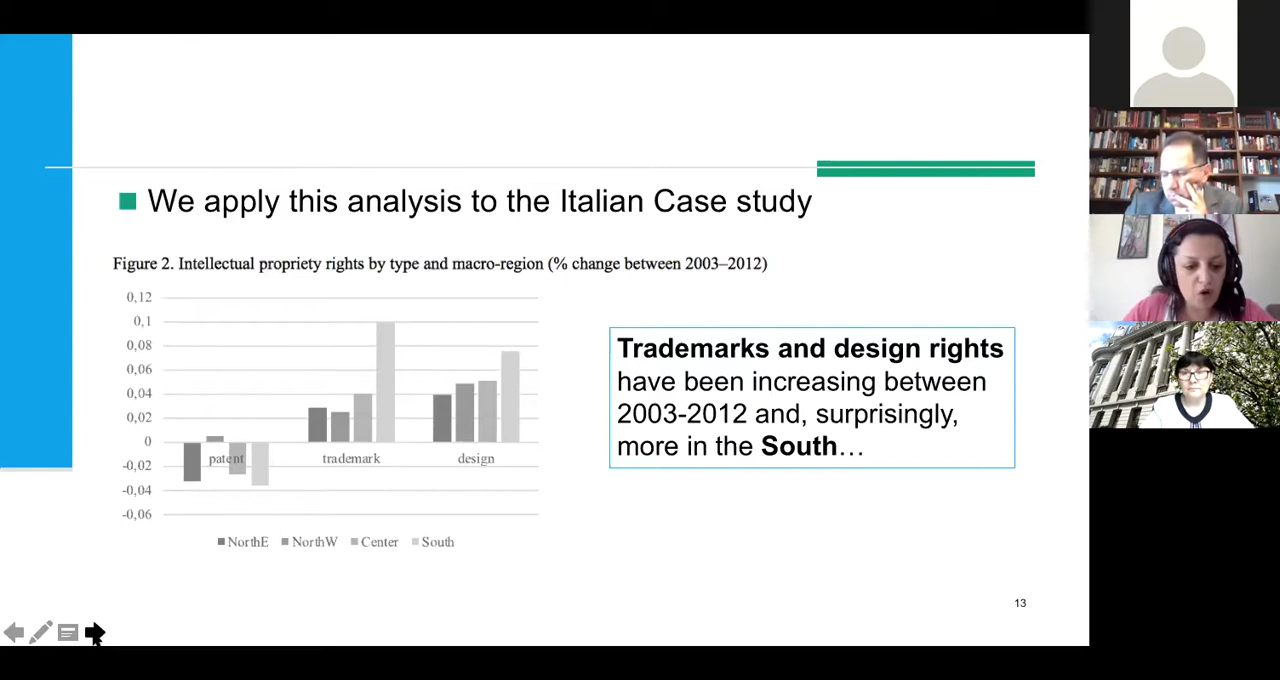 We apply this analysis to the Italian Case study
Figure 2. Intellectual propriety rights by type and macro-region (% change between 2003–2012)
0,12
0,1
0,08
0,06
0,04
0,02
0
-0,02
-0,04
-0,06
patent
trademark
design
NorthE
NorthW
Center
South
Trademarks and design rights
have been increasing between
2003-2012 and, surprisingly,
more in the South…
13